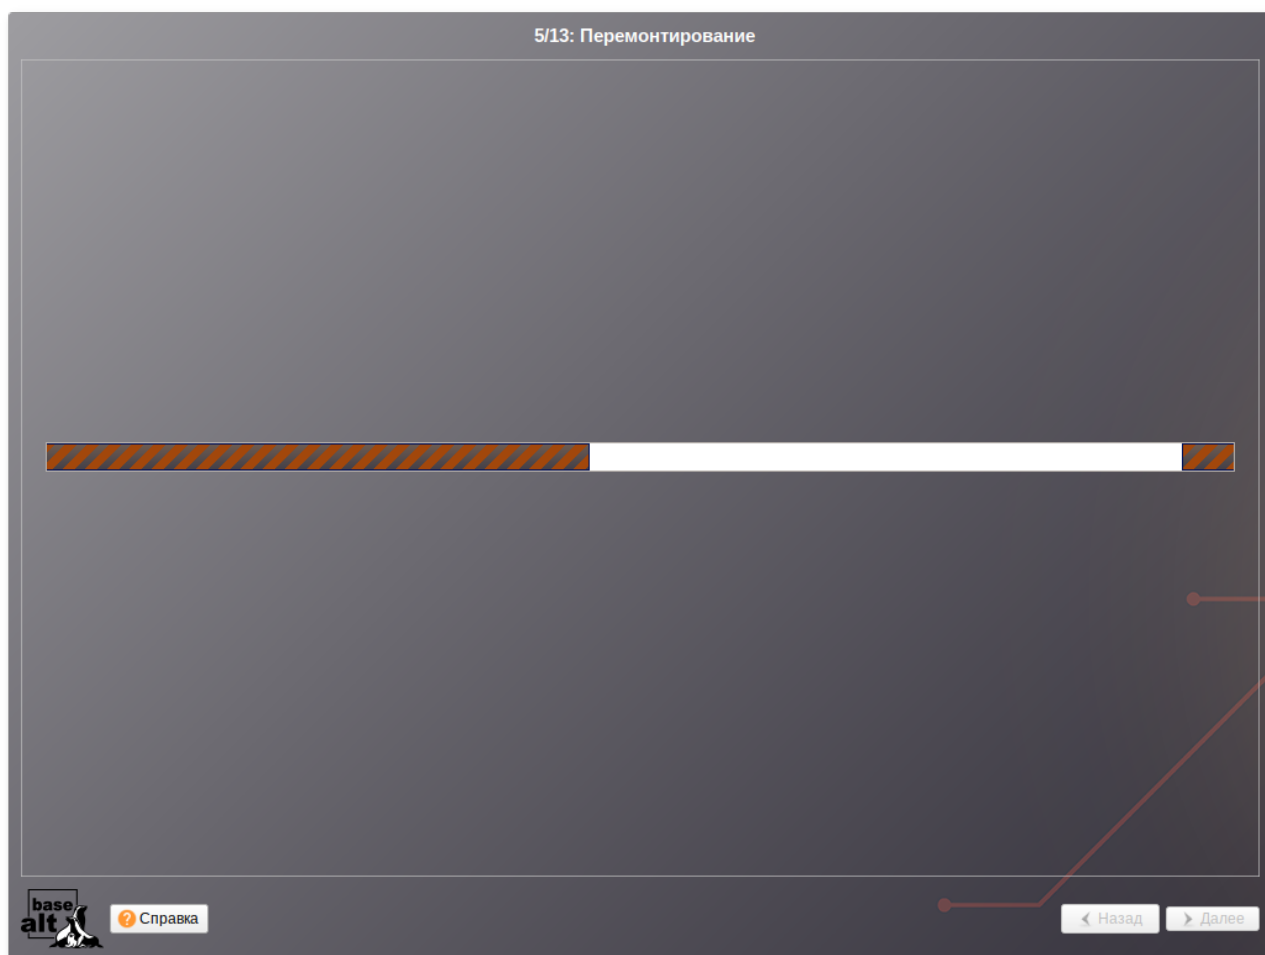 5/13: Перемонтирование
base
alt
Справка
Назад
Далее